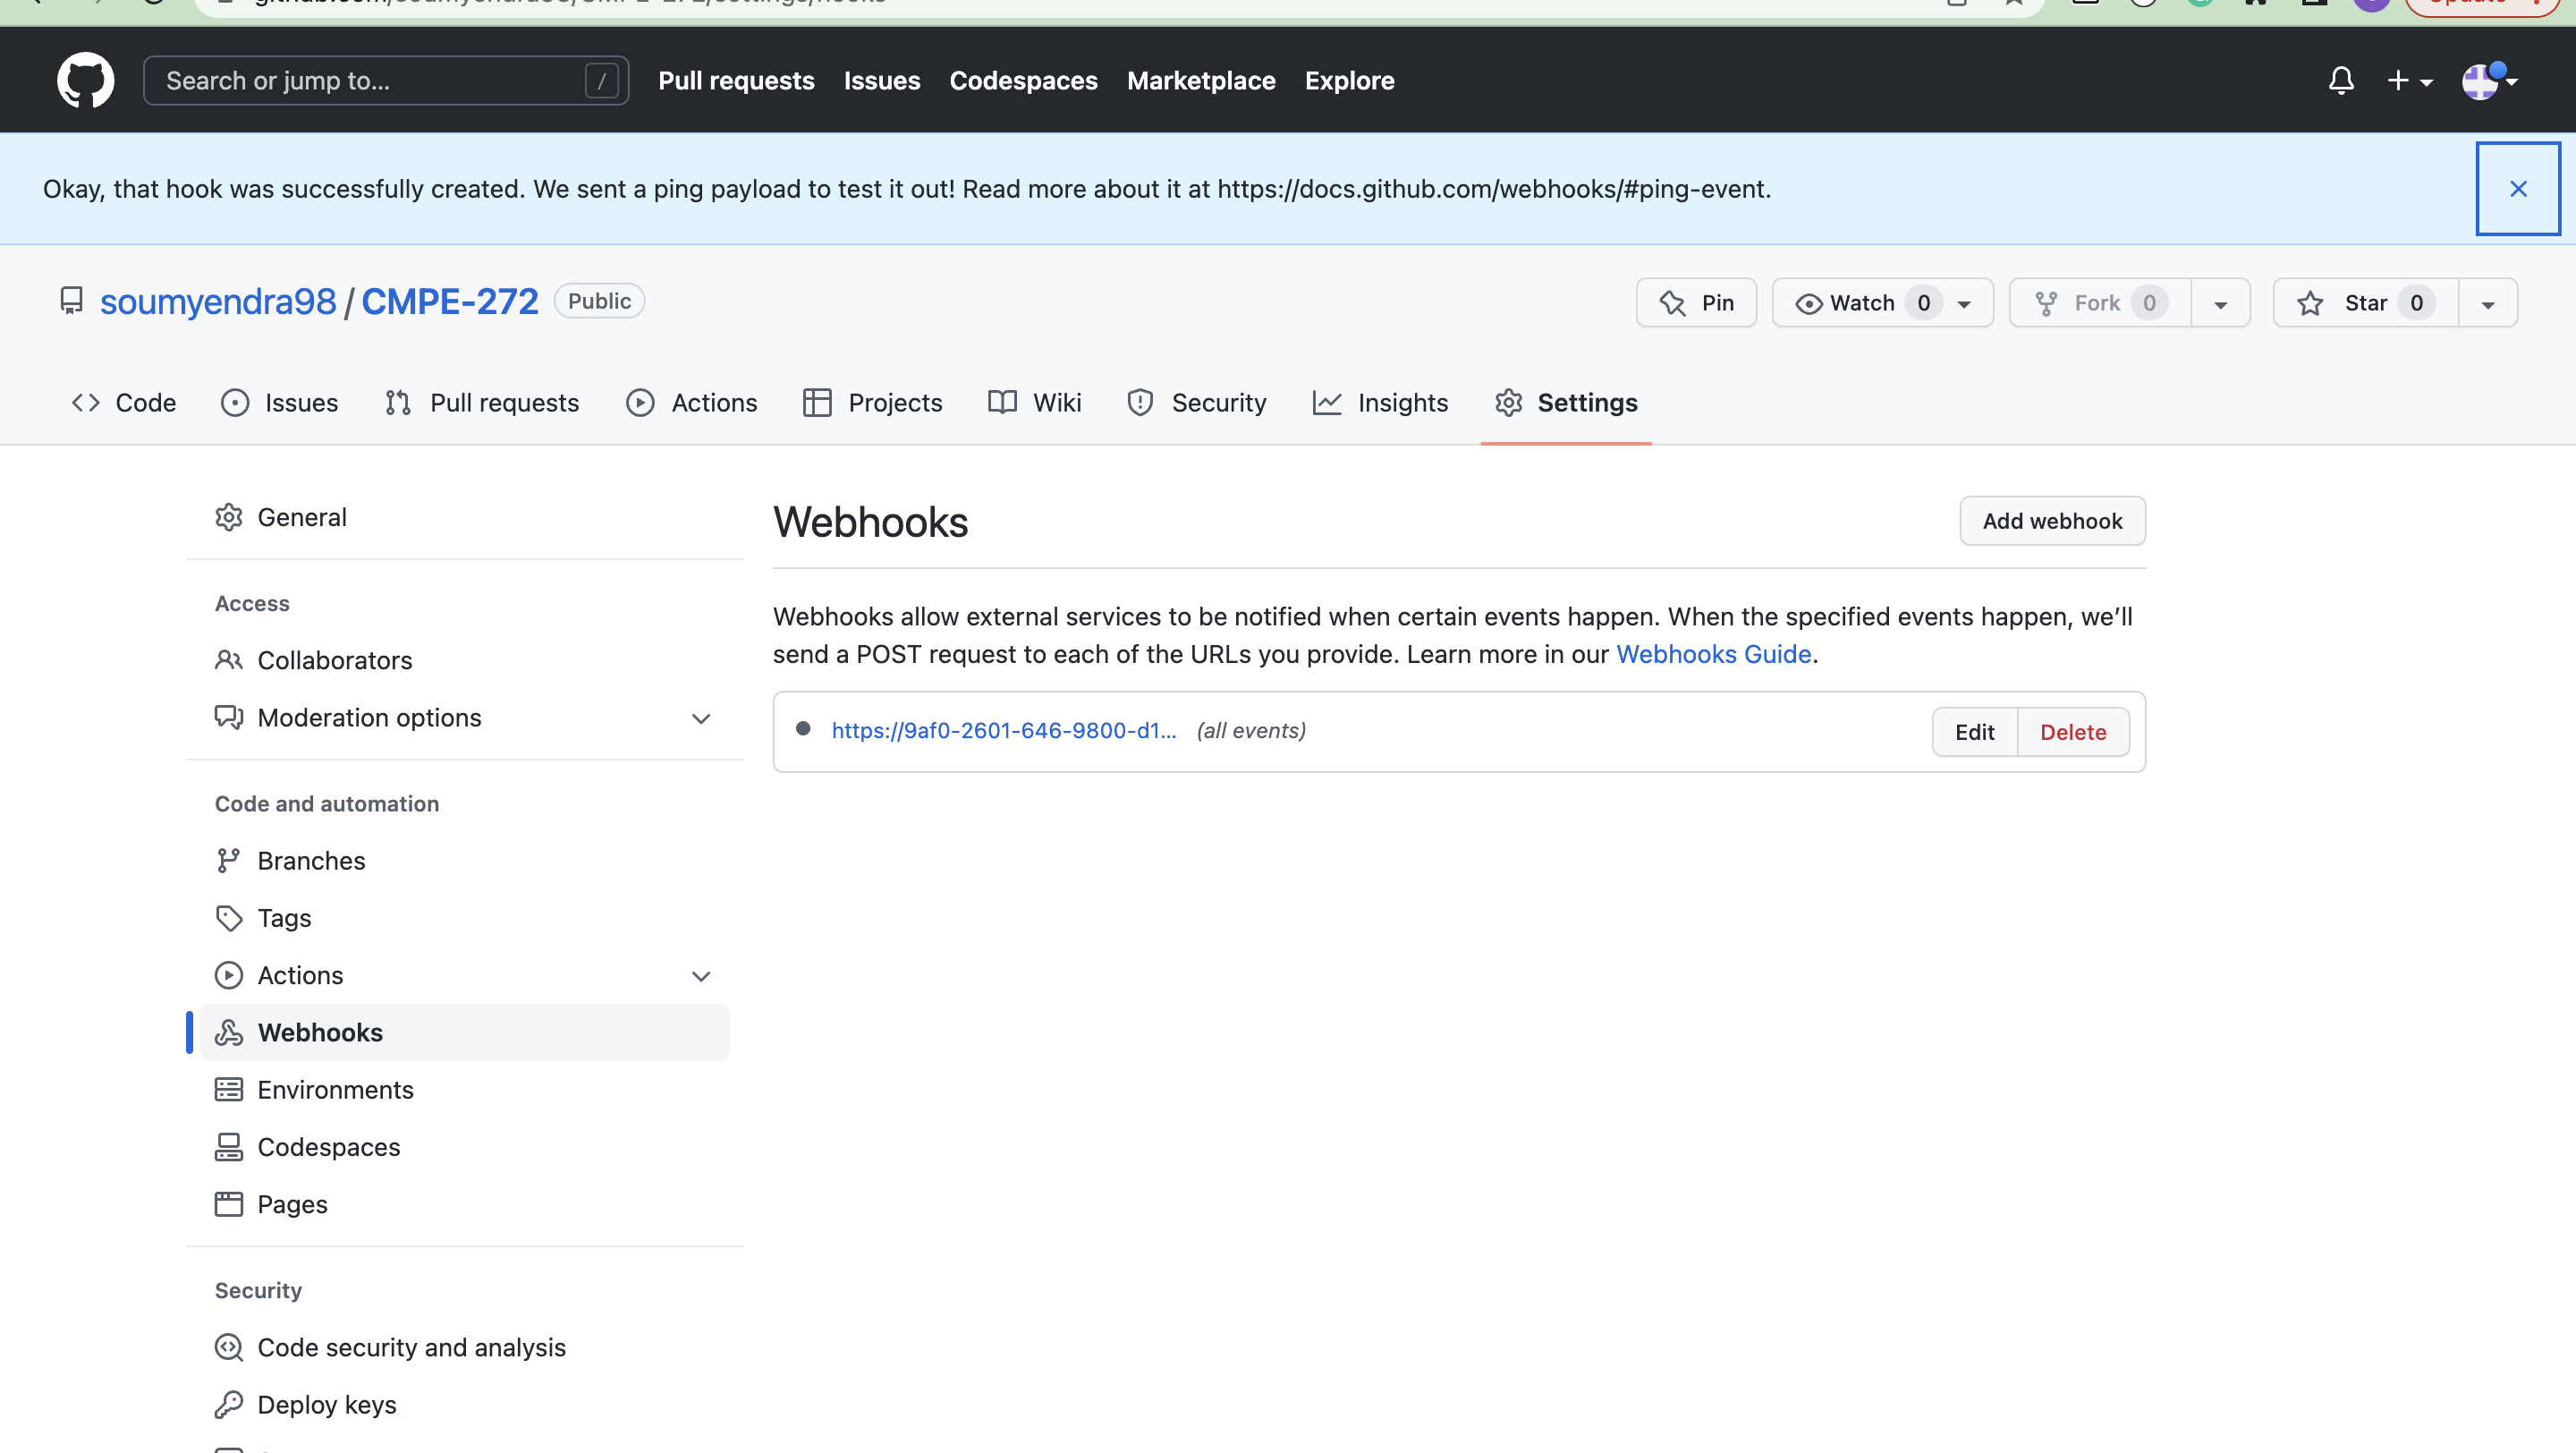 Search or jump to... /
Pull requests
Issues
Codespaces
Marketplace
Explore
Okay, that hook was successfully created. We sent a ping payload to test it out! Read more about it at https://docs.github.com/webhooks/#ping-event.
soumyendra98 / CMPE-272 Public
Pin
Watch 0
Fork 0
Star 0
Code
Issues
Pull requests
Actions
Projects
Wiki
Security
Insights
Settings
General
Access
Collaborators
Moderation options
Code and automation
Branches
Tags
Actions
Webhooks
Environments
Codespaces
Pages
Security
Code security and analysis
Deploy keys
Webhooks
Add webhook
Webhooks allow external services to be notified when certain events happen. When the specified events happen, we’ll
send a POST request to each of the URLs you provide. Learn more in our Webhooks Guide.
https://9af0-2601-646-9800-d1... (all events)
Edit
Delete